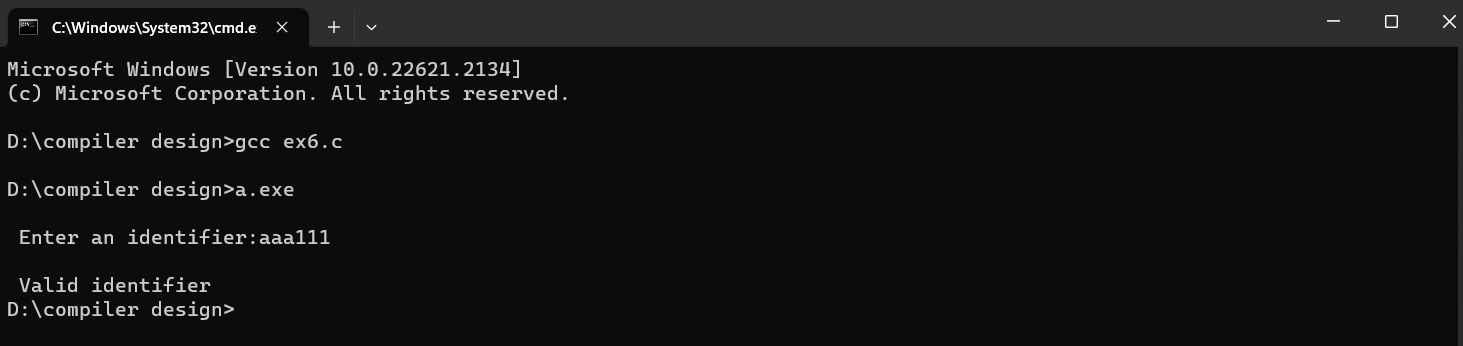 C:\Windows\System32\cmd.e
Microsoft Windows [Version 10.0.22621.2134]
(c) Microsoft Corporation. All rights reserved.
D:\compiler design>gcc ex6.c
D:\compiler design>a.exe
Enter an identifier:aaa111
Valid identifier
D:\compiler design>